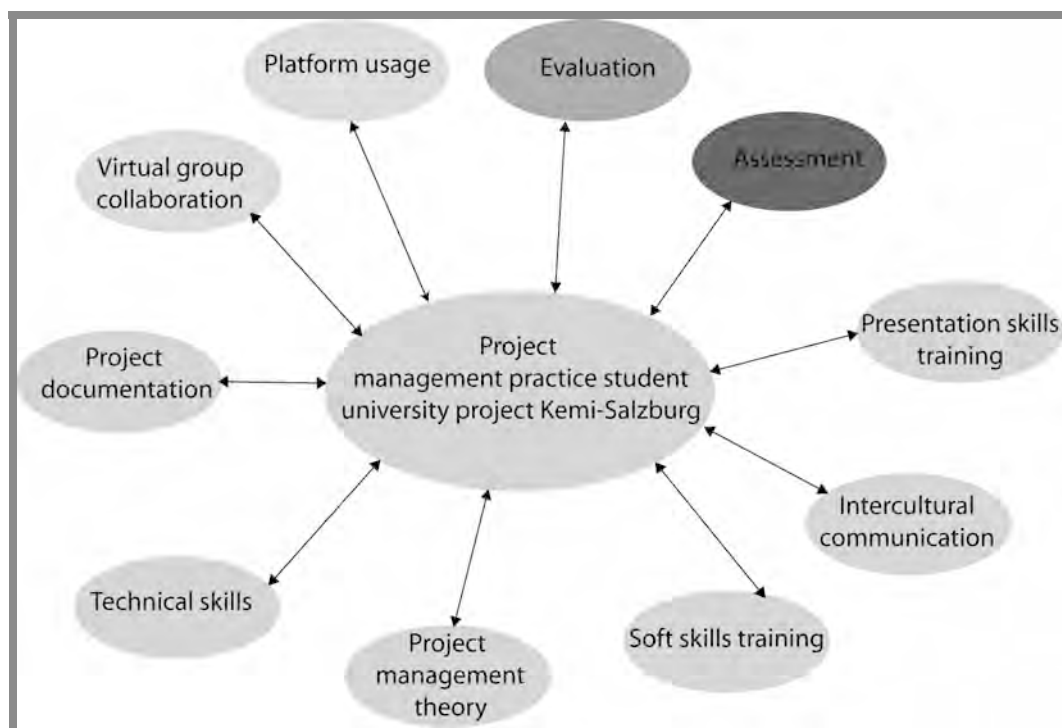 Platform usage
Evaluation
Assessment
Virtual group
collaboration
Presentation skills
training
Project
documentation
Project
management practice student
university project Kemi-Salzburg
Intercultural
communication
Technical skills
Project
management
theory
Soft skills training